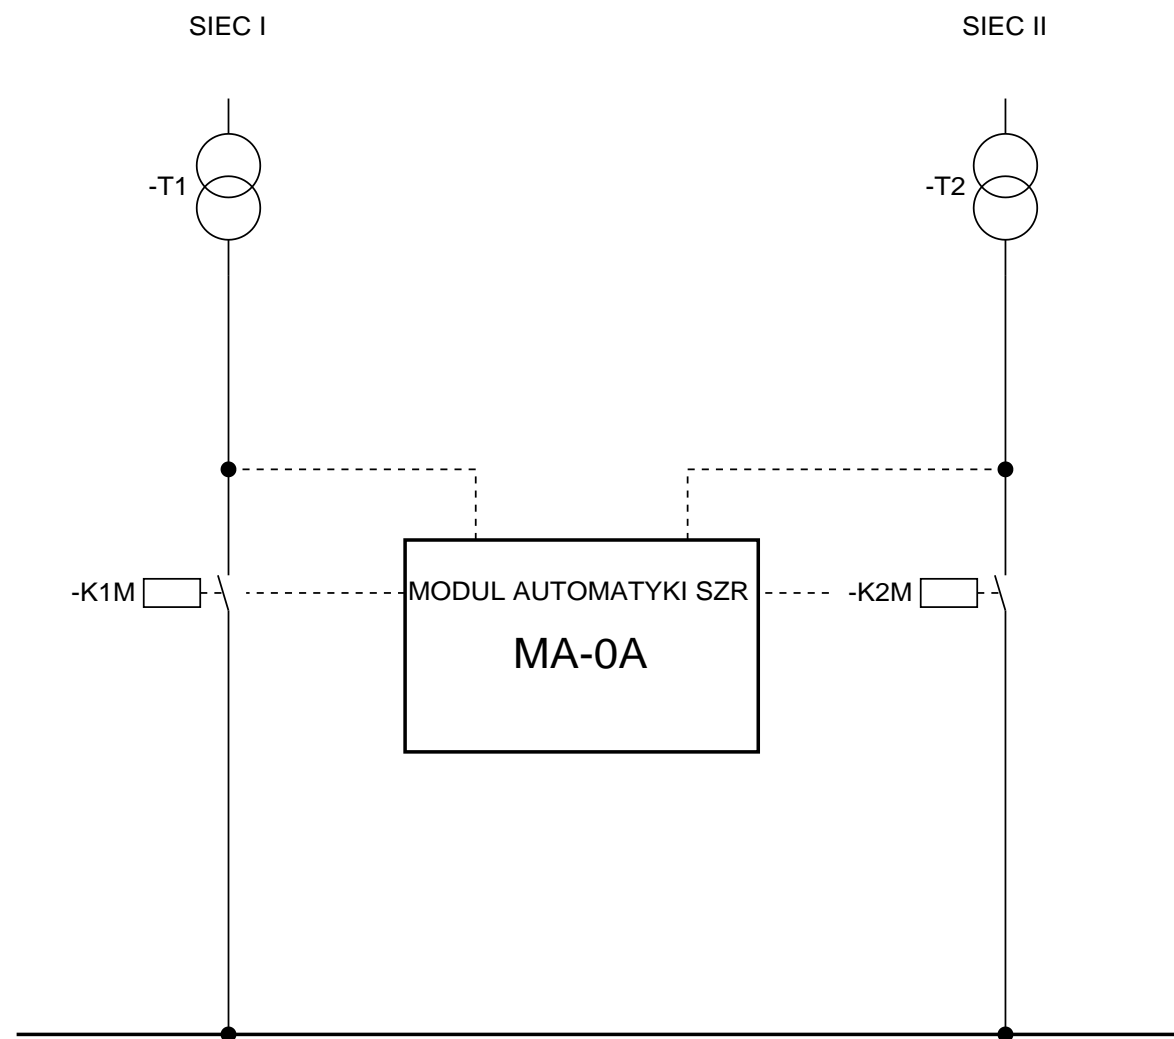 SIEC I
SIEC II
-T1
-T2
-K1M
MODUL AUTOMATYKI SZR
-K2M
MA-0A